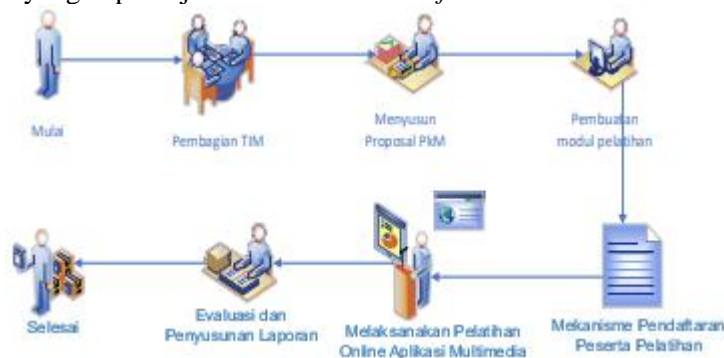 Mulai
Pembagian TIM
Menyusun
Proposal PkM
Pembuatan
modul pelatihan
Mekanisme Pendaftaran
Peserta Pelatihan
Melaksanakan Pelatihan
Online Aplikasi Multimedia
Evaluasi dan
Penyusunan Laporan
Selesai